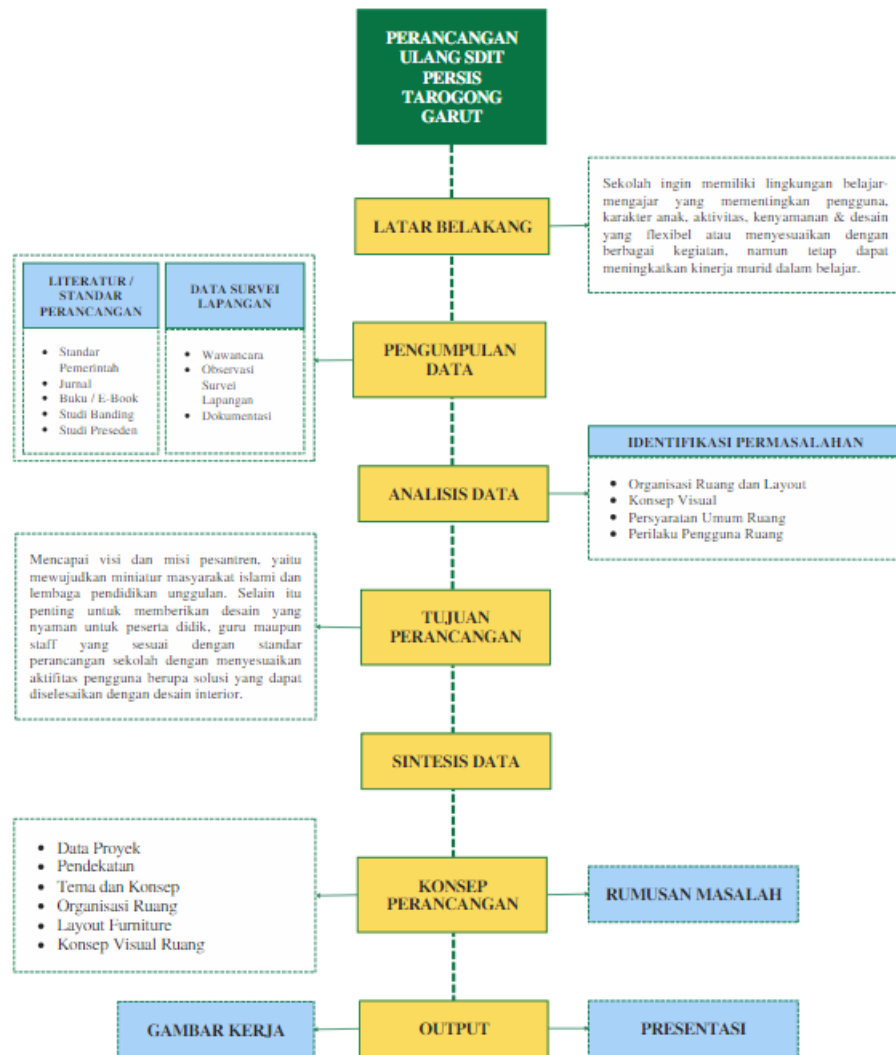 PERANCANGAN
ULANG SDIT
PERSIS
TAROGONG
GARUT
LATAR BELAKANG
Sekolah ingin memiliki lingkungan belajar-
mengajar yang mementingkan pengguna,
karakter anak, aktivitas, kenyamanan & desain
yang flexibel atau menyesuaikan dengan
berbagai kegiatan, namun tetap dapat
meningkatkan kinerja murid dalam belajar.
LITERATUR /
STANDAR
PERANCANGAN
• Standar
Pemerintah
• Jurnal
• Buku / E-Book
• Studi Banding
• Studi Preseden
DATA SURVEI
LAPANGAN
• Wawancara
• Observasi
Survei
Lapangan
• Dokumentasi
PENGUMPULAN
DATA
ANALISIS DATA
IDENTIFIKASI PERMASALAHAN
• Organisasi Ruang dan Layout
• Konsep Visual
• Persyaratan Umum Ruang
• Perilaku Pengguna Ruang
Mencapai visi dan misi pesantren, yaitu
mewujudkan miniatur masyarakat islami dan
lembaga pendidikan unggulan. Selain itu
penting untuk memberikan desain yang
nyaman untuk peserta didik, guru maupun
staff yang sesuai dengan standar
perancangan sekolah dengan menyesuaikan
aktifitas pengguna berupa solusi yang dapat
diselesaikan dengan desain interior.
TUJUAN
PERANCANGAN
SINTESIS DATA
• Data Proyek
• Pendekatan
• Tema dan Konsep
• Organisasi Ruang
• Layout Furniture
• Konsep Visual Ruang
KONSEP
PERANCANGAN
RUMUSAN MASALAH
GAMBAR KERJA
OUTPUT
PRESENTASI